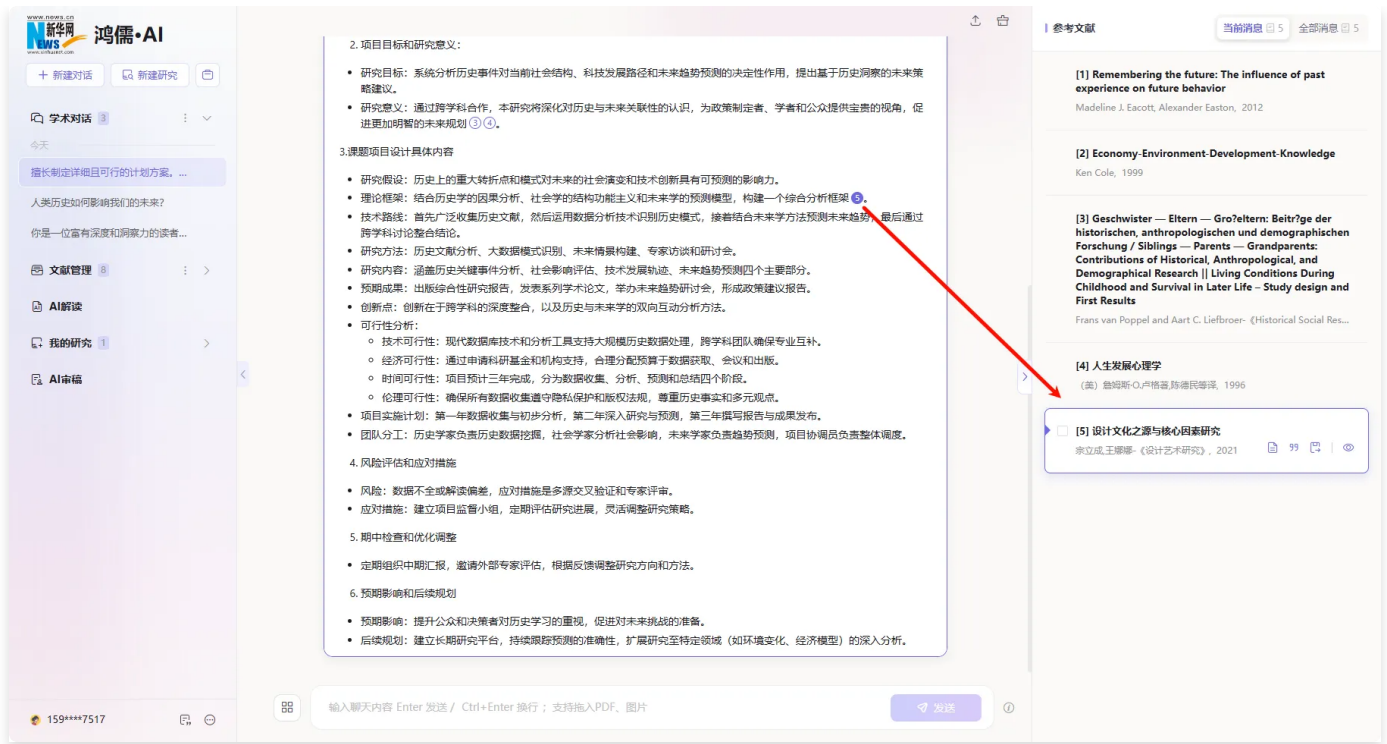 www.news.cn
新华网
NEWS
www.xinhuanet.com
鸿儒·AI
+ 新建对话
新建研究
学术对话 3
今天
擅长制定详细且可行的计划方案。...
人类历史如何影响我们的未来?
你是一位富有深度和洞察力的读者...
文献管理 8
AI解读
我的研究 1
AI审稿
159****7517
2. 项目目标和研究意义：
• 研究目标：系统分析历史事件对当前社会结构、科技发展路径和未来趋势预测的决定性作用，提出基于历史洞察的未来策
略建议。
• 研究意义：通过跨学科合作，本研究将深化对历史与未来关联性的认识，为政策制定者、学者和公众提供宝贵的视角，促
进更加明智的未来规划③④。
3.课题项目设计具体内容
• 研究假设：历史上的重大转折点和模式对未来的社会演变和技术创新具有可预测的影响力。
• 理论框架：结合历史学的因果分析、社会学的结构功能主义和未来学的预测模型，构建一个综合分析框架⑤。
• 技术路线：首先广泛收集历史文献，然后运用数据分析技术识别历史模式，接着结合未来学方法预测未来趋势，最后通过
跨学科讨论整合结论。
• 研究方法：历史文献分析、大数据模式识别、未来情景构建、专家访谈和研讨会。
• 研究内容：涵盖历史关键事件分析、社会影响评估、技术发展轨迹、未来趋势预测四个主要部分。
• 预期成果：出版综合性研究报告，发表系列学术论文，举办未来趋势研讨会，形成政策建议报告。
• 创新点：创新在于跨学科的深度整合，以及历史与未来学的双向互动分析方法。
• 可行性分析：
◦ 技术可行性：现代数据库技术和分析工具支持大规模历史数据处理，跨学科团队确保专业互补。
◦ 经济可行性：通过申请科研基金和机构支持，合理分配预算于数据获取、会议和出版。
◦ 时间可行性：项目预计三年完成，分为数据收集、分析、预测和总结四个阶段。
◦ 伦理可行性：确保所有数据收集遵守隐私保护和版权法规，尊重历史事实和多元观点。
• 项目实施计划：第一年数据收集与初步分析，第二年深入研究与预测，第三年撰写报告与成果发布。
• 团队分工：历史学家负责历史数据挖掘，社会学家分析社会影响，未来学家负责趋势预测，项目协调员负责整体调度。
4. 风险评估和应对措施
• 风险：数据不全或解读偏差，应对措施是多源交叉验证和专家评审。
• 应对措施：建立项目监督小组，定期评估研究进展，灵活调整研究策略。
5. 期中检查和优化调整
• 定期组织中期汇报，邀请外部专家评估，根据反馈调整研究方向和方法。
6. 预期影响和后续规划
• 预期影响：提升公众和决策者对历史学习的重视，促进对未来挑战的准备。
• 后续规划：建立长期研究平台，持续跟踪预测的准确性，扩展研究至特定领域（如环境变化、经济模型）的深入分析。
输入聊天内容 Enter 发送 / Ctrl+Enter 换行 ; 支持拖入PDF、图片
发送
参考文献
当前消息 5
全部消息 5
[1] Remembering the future: The influence of past
experience on future behavior
Madeline J. Eacott, Alexander Easton, 2012
[2] Economy-Environment-Development-Knowledge
Ken Cole, 1999
[3] Geschwister — Eltern — Gro?eltern: Beitr?ge der
historischen, anthropologischen und demographischen
Forschung / Siblings — Parents — Grandparents:
Contributions of Historical, Anthropological, and
Demographical Research || Living Conditions During
Childhood and Survival in Later Life – Study design and
First Results
Frans van Poppel and Aart C. Liefbroer-《Historical Social Res...
[4] 人生发展心理学
(美) 詹姆斯·O.卢格著,陈德民等译, 1996
[5] 设计文化之源与核心因素研究
宗立成,王娜娜-《设计艺术研究》, 2021